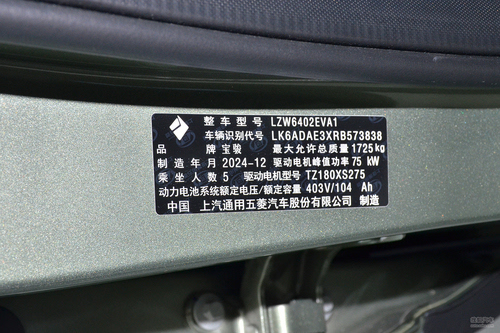 整车型号 LZW6402EVA1
车辆识别代号 LK6ADAE3XRB573838
品牌 宝骏 最大允许总质量 1725kg
制造年月 2024-12 驱动电机峰值功率 75 kW
乘坐人数 5 驱动电机型号 TZ180XS275
动力电池系统额定电压/额定容量 403V/104 Ah
中国 上汽通用五菱汽车股份有限公司 制造